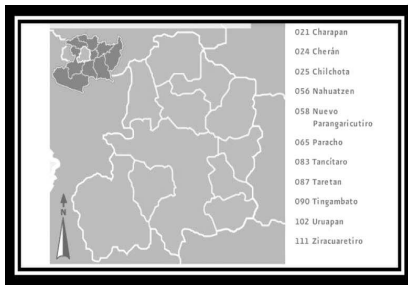 021 Charapan
024 Cherán
025 Chilchota
056 Nahuatzen
058 Nuevo
Parangaricutiro
065 Paracho
083 Tancítaro
087 Taretan
090 Tingambato
102 Uruapan
111 Ziracuaretiro
N